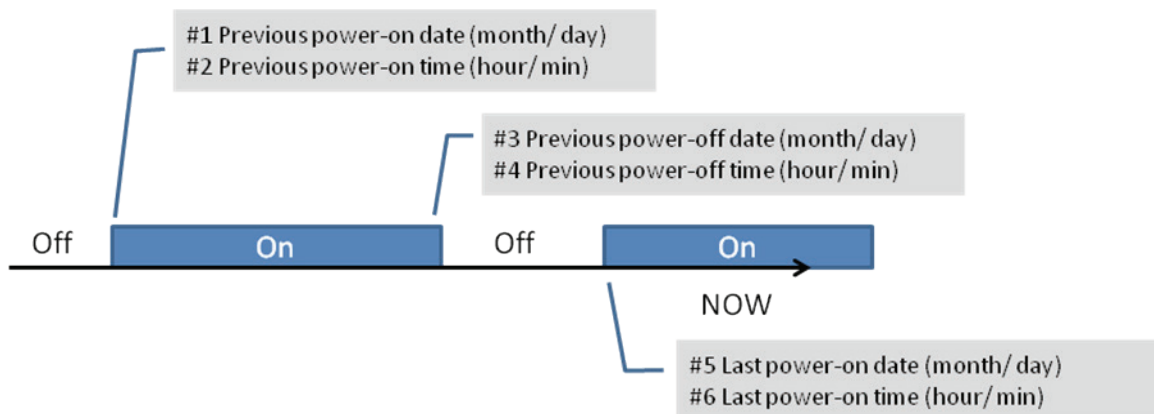 #1 Previous power-on date (month/ day)
#2 Previous power-on time (hour/ min)
#3 Previous power-off date (month/ day)
#4 Previous power-off time (hour/ min)
Off
On
Off
On
NOW
#5 Last power-on date (month/ day)
#6 Last power-on time (hour/ min)